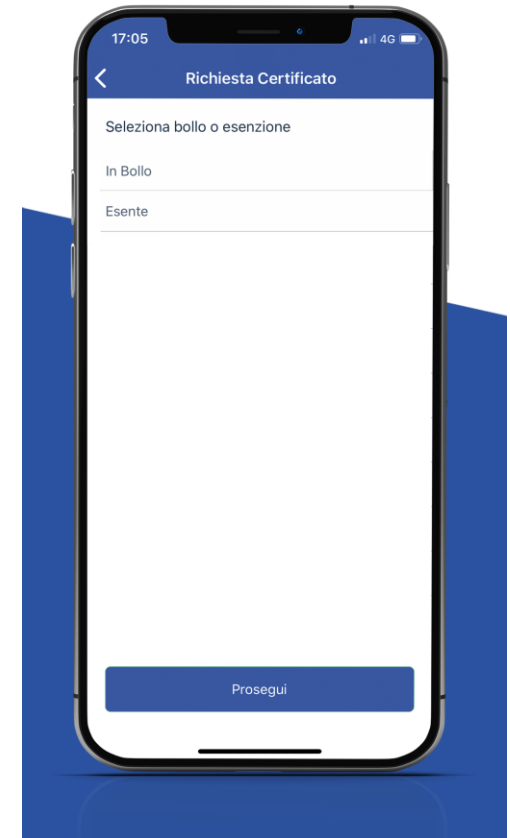 17:05
4G
Richiesta Certificato
Seleziona bollo o esenzione
In Bollo
Esente
Prosegui